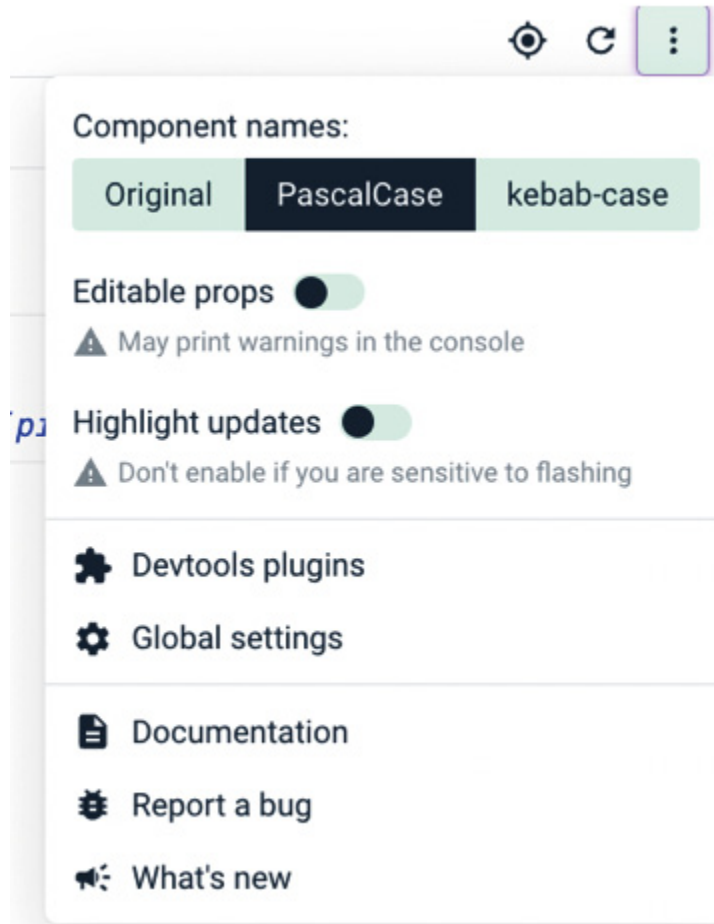 Component names:
Original PascalCase kebab-case
Editable props
May print warnings in the console
Highlight updates
Don't enable if you are sensitive to flashing
Devtools plugins
Global settings
Documentation
Report a bug
What's new